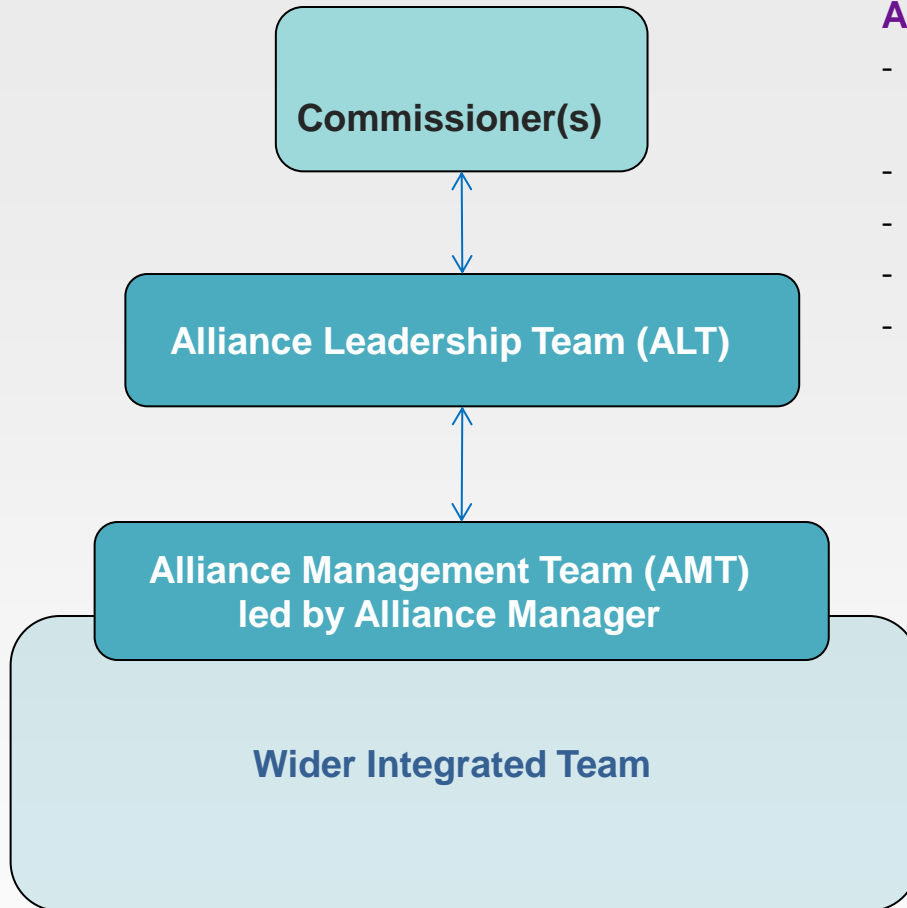 Commissioner(s)
Alliance Leadership Team (ALT)
Alliance Management Team (AMT)
led by Alliance Manager
Wider Integrated Team
A
-
-
-
-
-